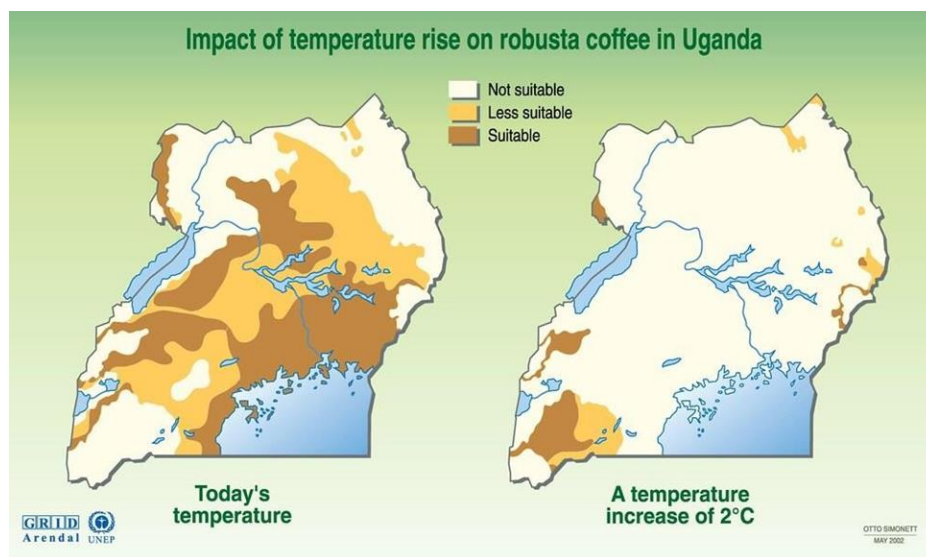 Impact of temperature rise on robusta coffee in Uganda
Not suitable
Less suitable
Suitable
Today's
temperature
A temperature
increase of 2°C
GRID
Arendal
UNEP
OTTO SIMONETT
MAY 2002